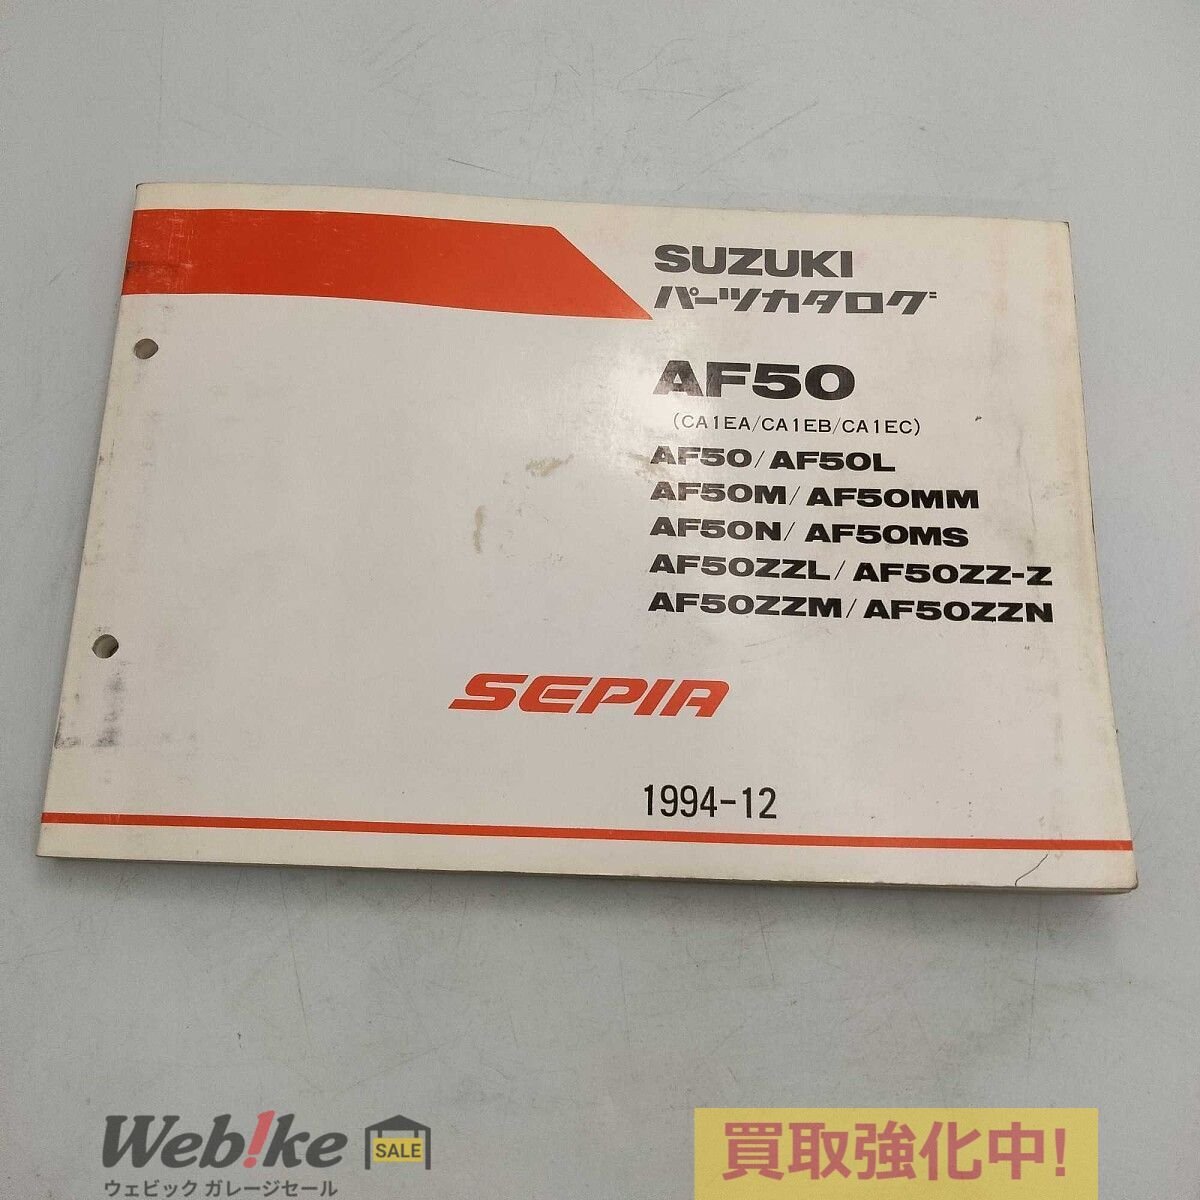 SUZUKI
パーツカタログ
AF50
(CA1EA/CA1EB/CA1EC)
AF50/AF50L
AF50M/AF50MM
AF50N/AF50MS
AF50ZZL/AF50ZZ-Z
AF50ZZM/AF50ZZN
SEPIA
1994-12
Web!ke SALE
ウェビック ガレージセール
買取強化中!